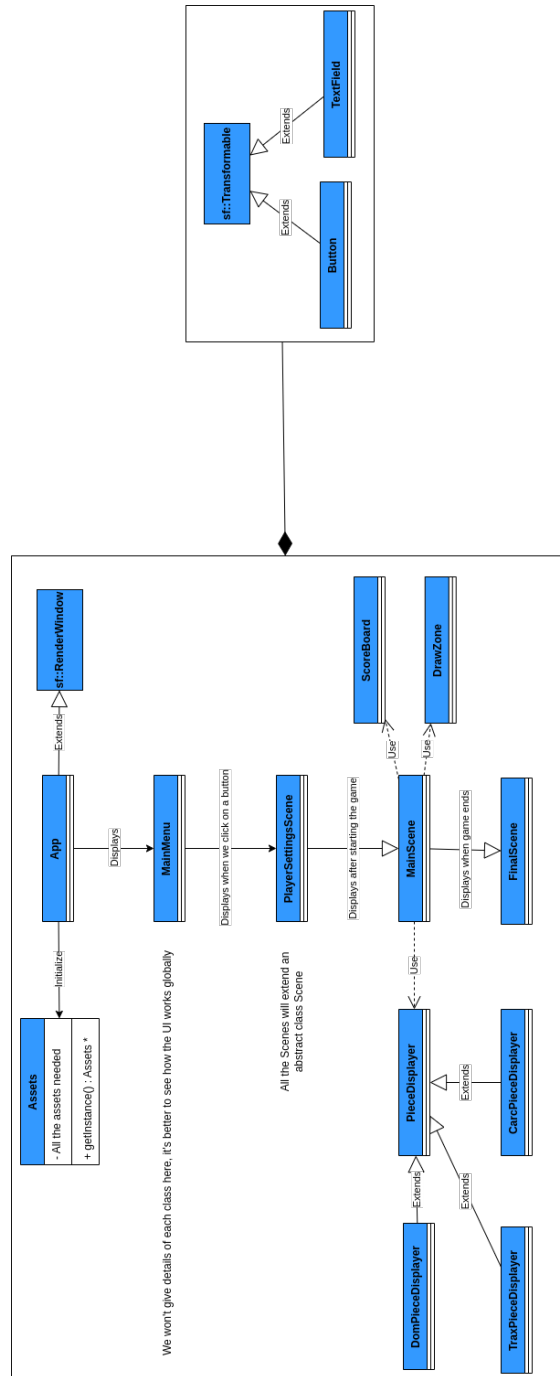 Assets
- All the assets needed
+ getInstance() : Assets *
Initialize
App
Extends
sf::RenderWindow
Displays
We won't give details of each class here, it's better to see how the UI works globally
MainMenu
Displays when we click on a button
All the Scenes will extend an
abstract class Scene
PlayerSettingsScene
Displays after starting the game
ScoreBoard
Use
PieceDisplayer
Use
MainScene
Use
DrawZone
DomPieceDisplayer
Extends
Extends
Extends
Displays when game ends
TraxPieceDisplayer
CarcPieceDisplayer
FinalScene
sf::Transformable
Extends
Extends
Button
TextField